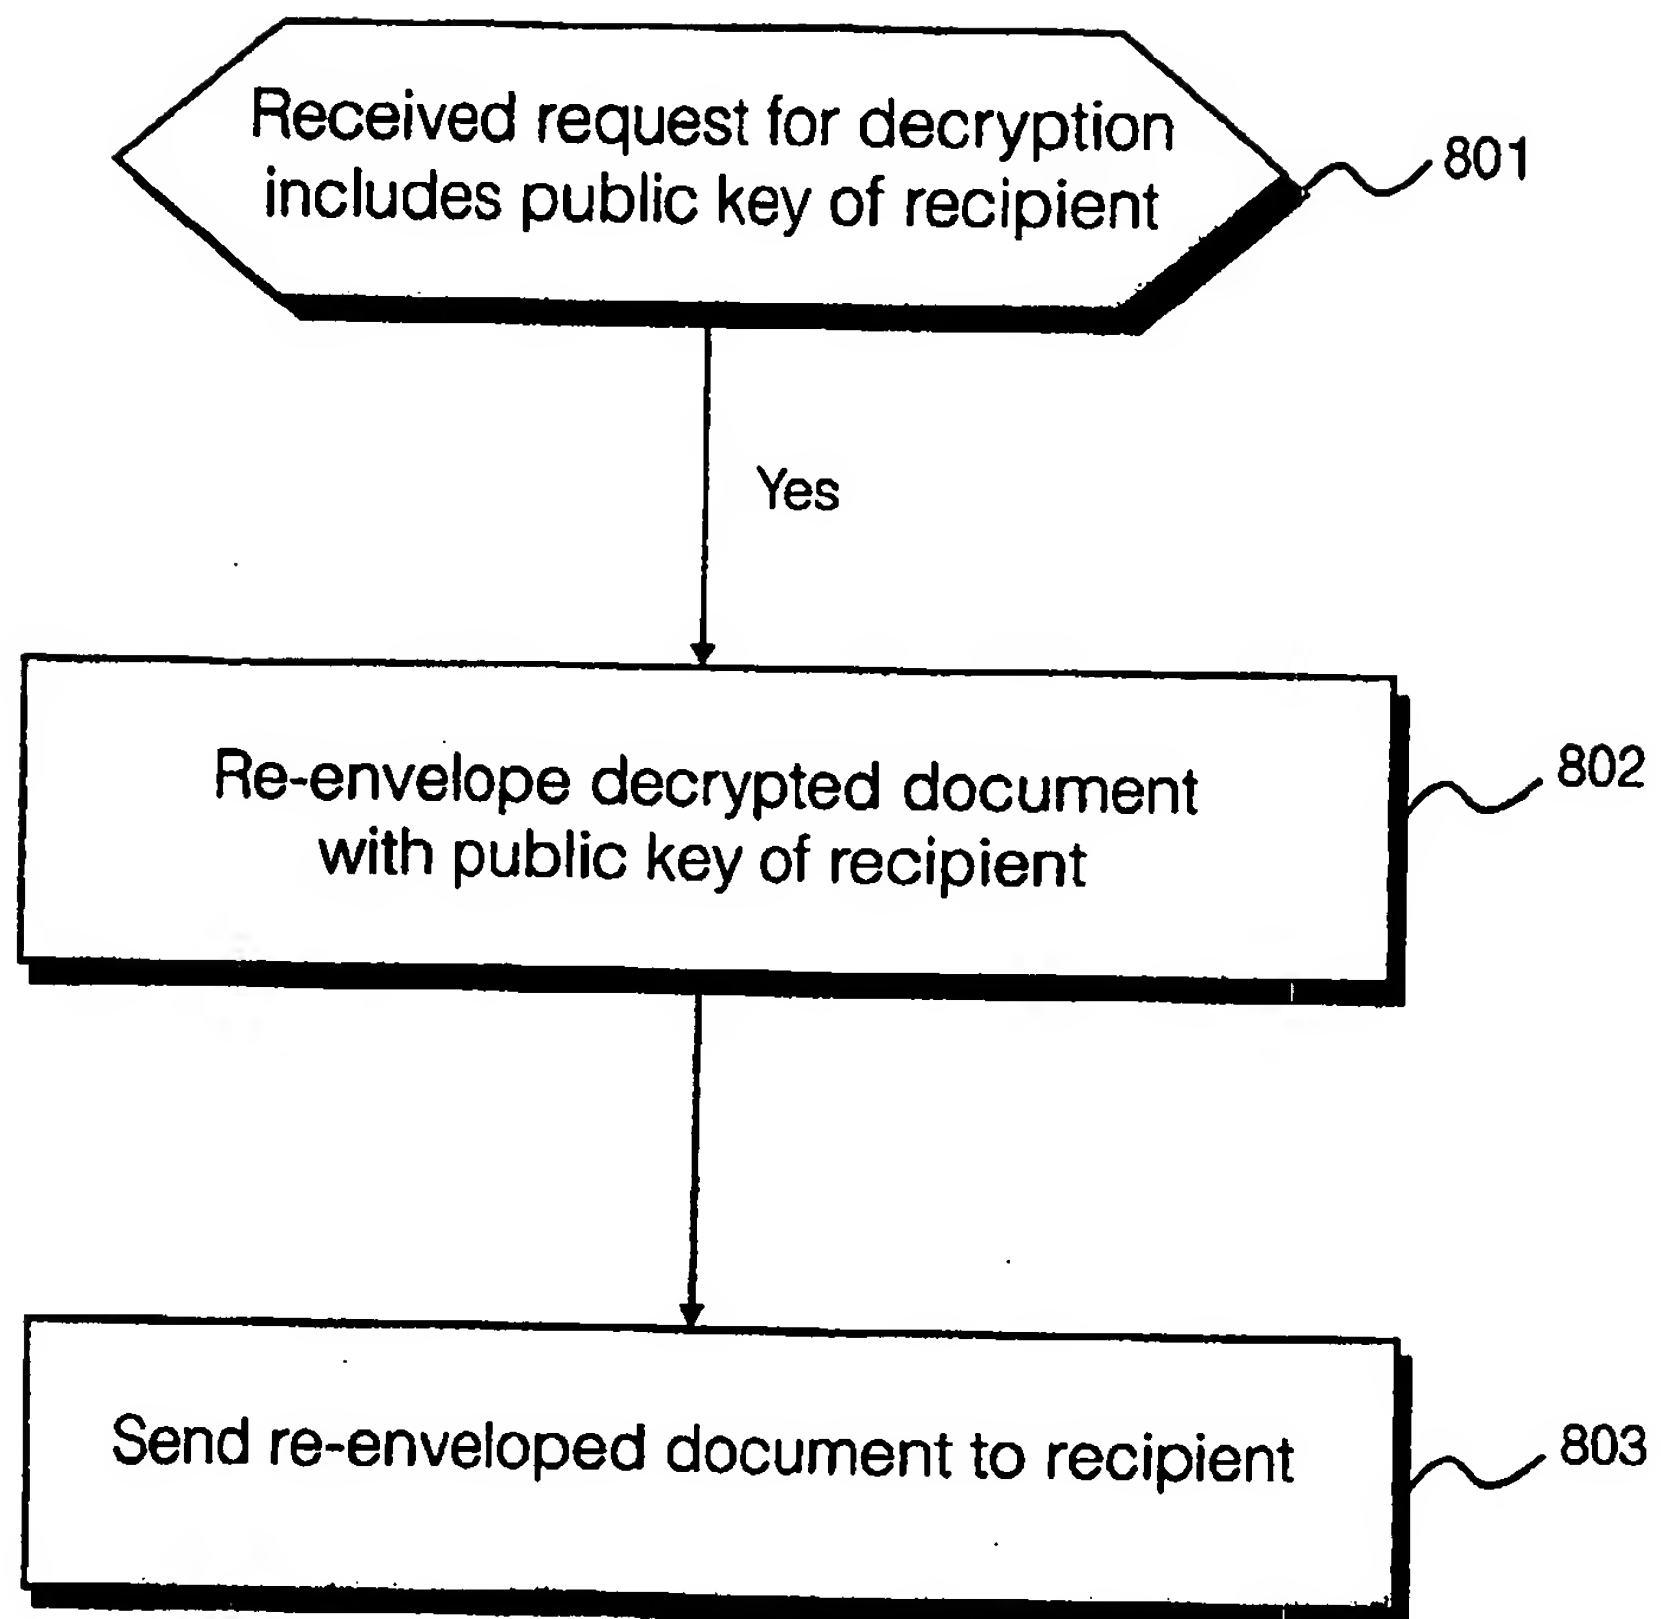 Received request for decryption
includes public key of recipient
801
Yes
Re-envelope decrypted document
with public key of recipient
802
Send re-enveloped document to recipient
803